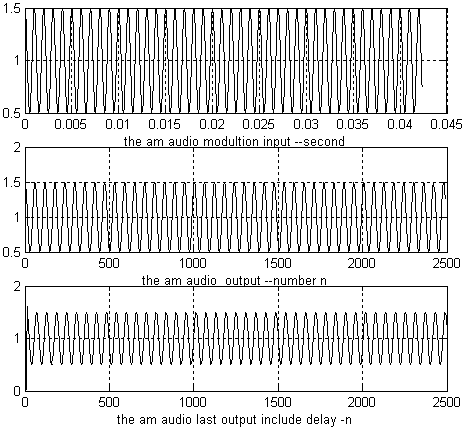 1.5
1
0.5
0 0.005 0.01 0.015 0.02 0.025 0.03 0.035 0.04 0.045
the am audio modultion input --second
2
1.5
1
0.5
0 500 1000 1500 2000 2500
the am audio output --number n
2
1
0
0 500 1000 1500 2000 2500
the am audio last output include delay -n